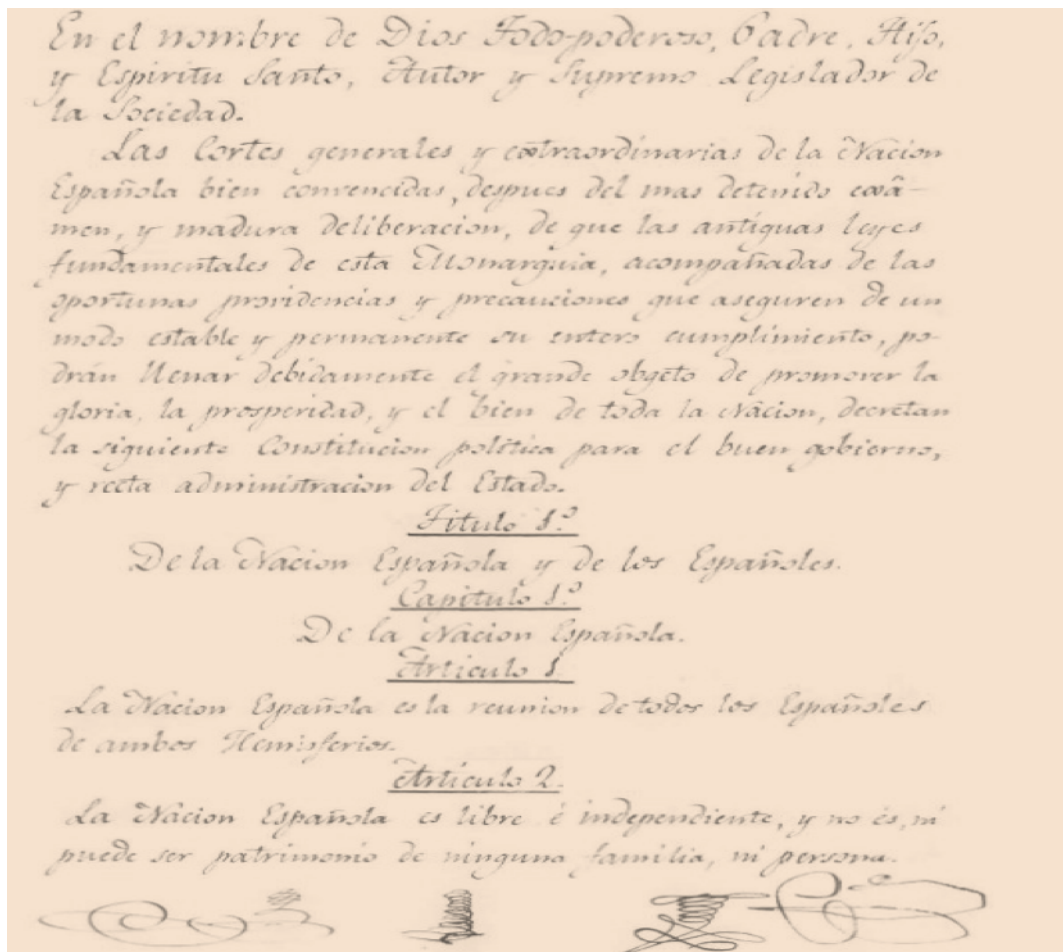 En el nombre de Dios Todo-poderoso, Padre, Hijo,
y Espiritu Santo, Autor y Supremo Legislador de
la Sociedad.
Las Cortes generales y extraordinarias de la Nacion
Española bien convencidas, despues del mas detenido exâ-
men, y madura deliberacion, de que las antiguas leyes
fundamentales de esta Monarquia, acompañadas de las
oportunas providencias y precauciones que aseguren de un
modo estable y permanente su entero cumplimiento, po-
drán llenar debidamente el grande obgeto de promover la
gloria, la prosperidad, y el bien de toda la Nacion, decretan
la siguiente Constitucion política para el buen gobierno,
y recta administracion del Estado.
Titulo 1.º
De la Nacion Española y de los Españoles.
Capitulo 1.º
De la Nacion Española.
Articulo 1
La Nacion Española es la reunion de todos los Españoles
de ambos Hemisferios.
Artículo 2.
La Nacion Española es libre é independiente, y no és, ni
puede ser patrimonio de ninguna familia, ni persona.